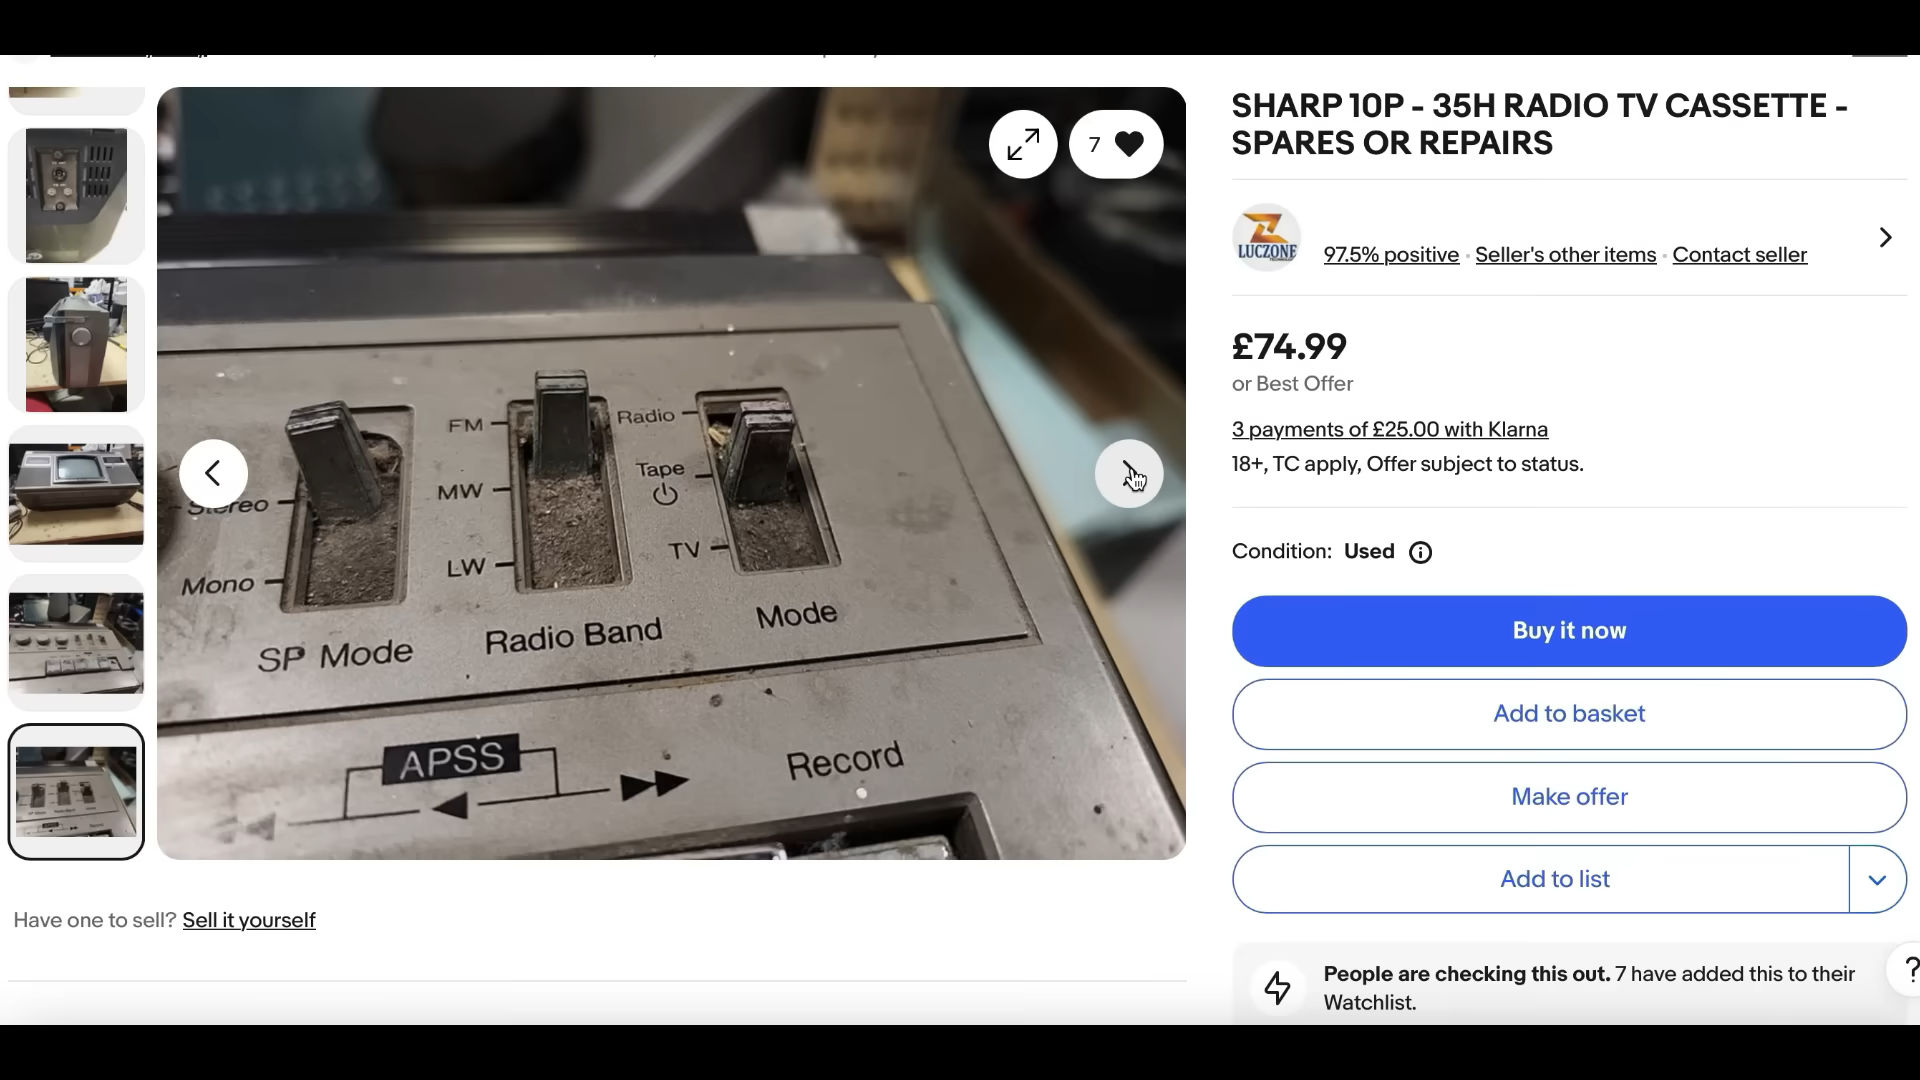 SHARP 10P - 35H RADIO TV CASSETTE -
SPARES OR REPAIRS
LUCZONE
97.5% positive · Seller's other items · Contact seller
£74.99
or Best Offer
3 payments of £25.00 with Klarna
18+, TC apply, Offer subject to status.
Condition: Used
Buy it now
Add to basket
Make offer
Add to list
People are checking this out. 7 have added this to their
Watchlist.
?
7
FM
MW
LW
Radio
Tape
TV
Stereo
Mono
SP Mode
Radio Band
Mode
APSS
Record
Have one to sell? Sell it yourself